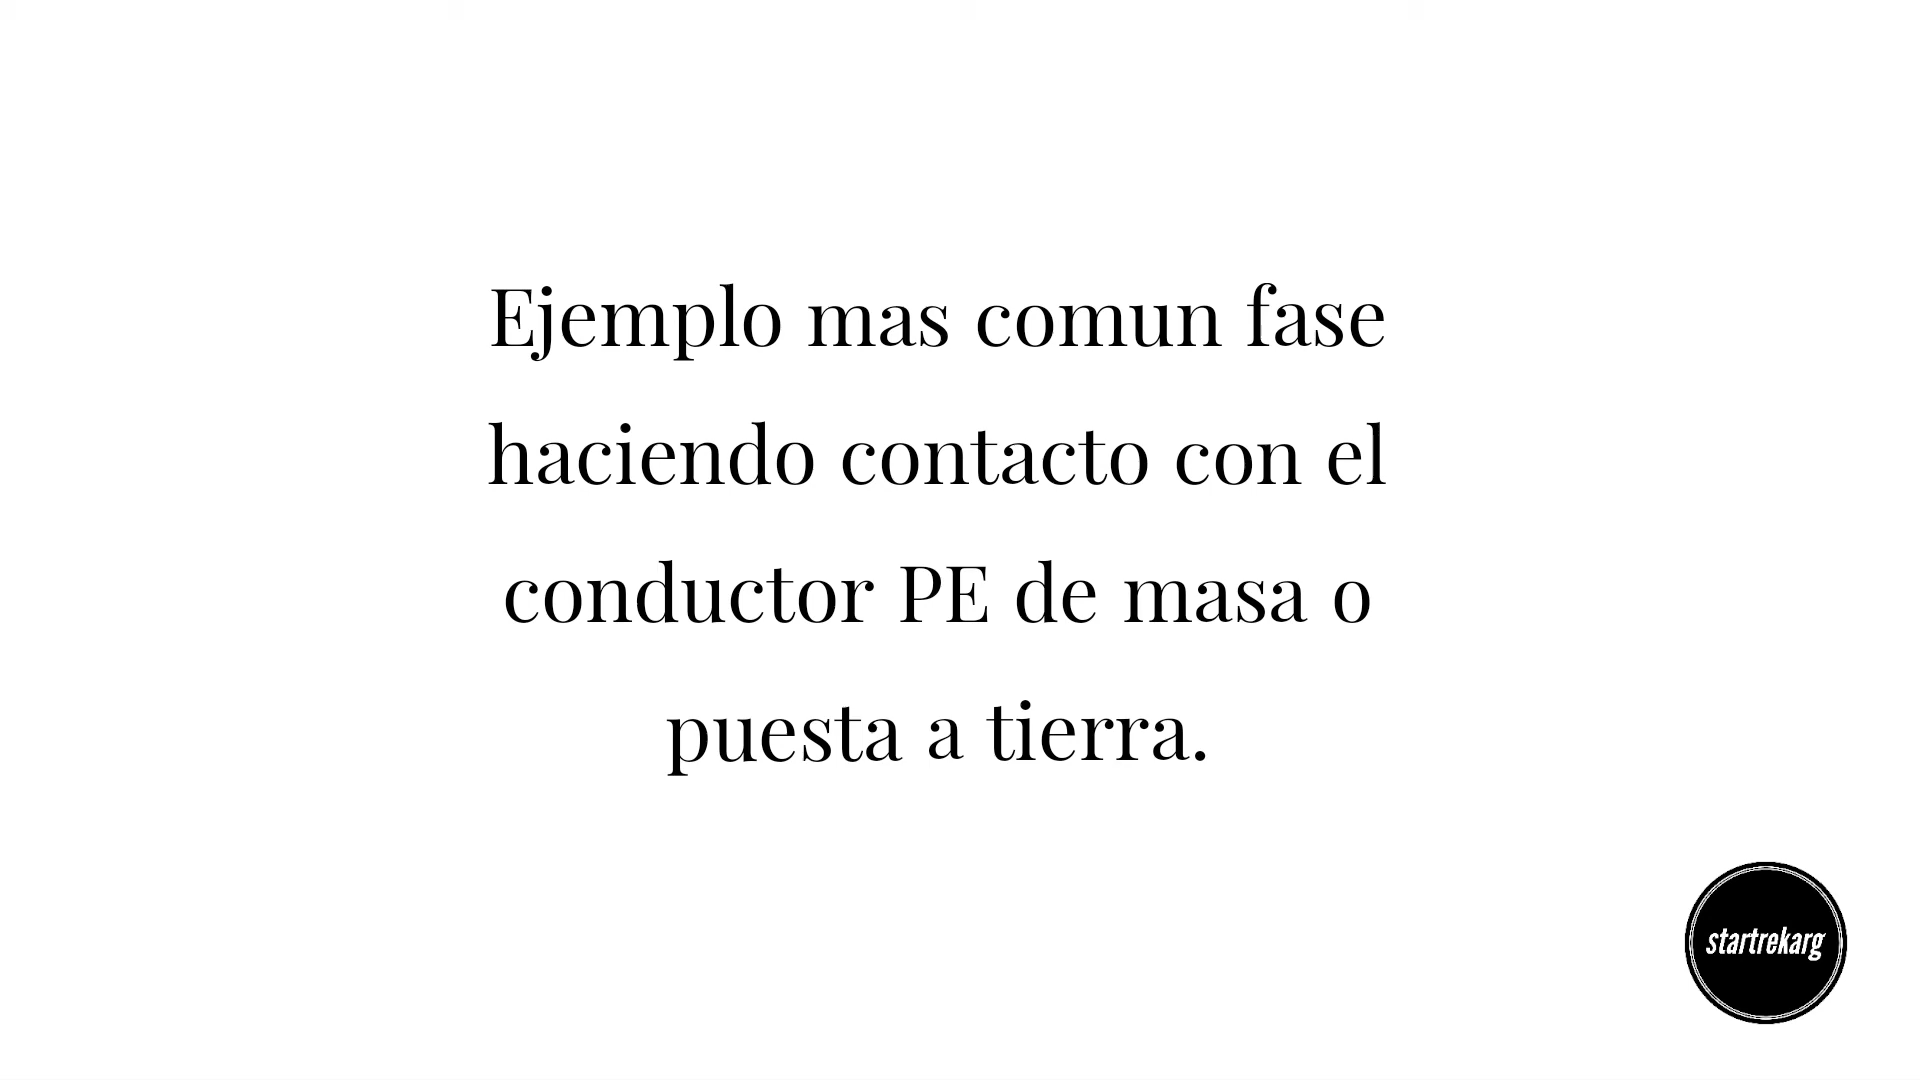 Ejemplo mas comun fase
haciendo contacto con el
conductor PE de masa o
puesta a tierra.
startrekarg